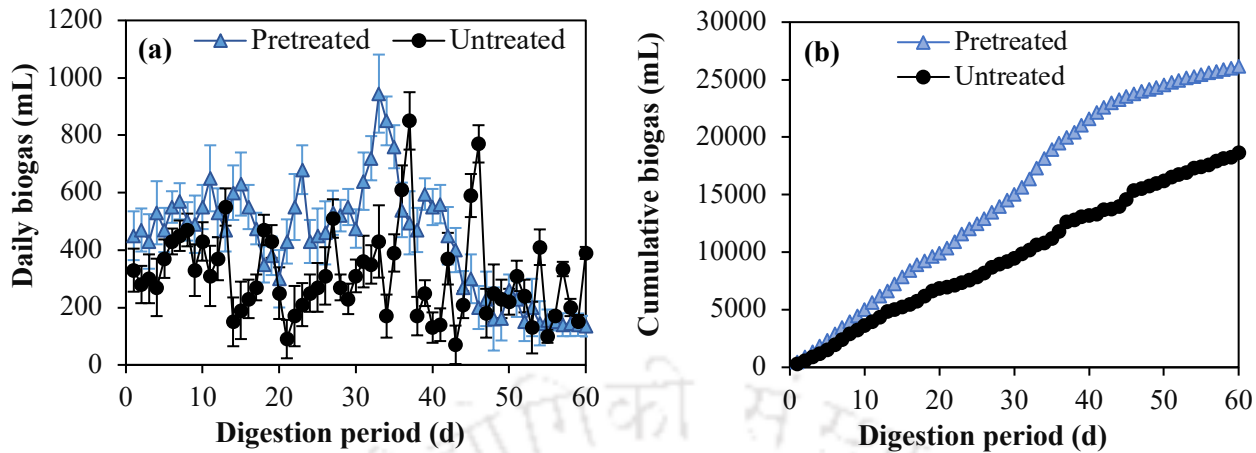 (a)
Pretreated
Untreated
Daily biogas (mL)
1200
1000
800
600
400
200
0
0 10 20 30 40 50 60
Digestion period (d)
(b)
Pretreated
Untreated
Cumulative biogas (mL)
30000
25000
20000
15000
10000
5000
0
0 10 20 30 40 50 60
Digestion period (d)